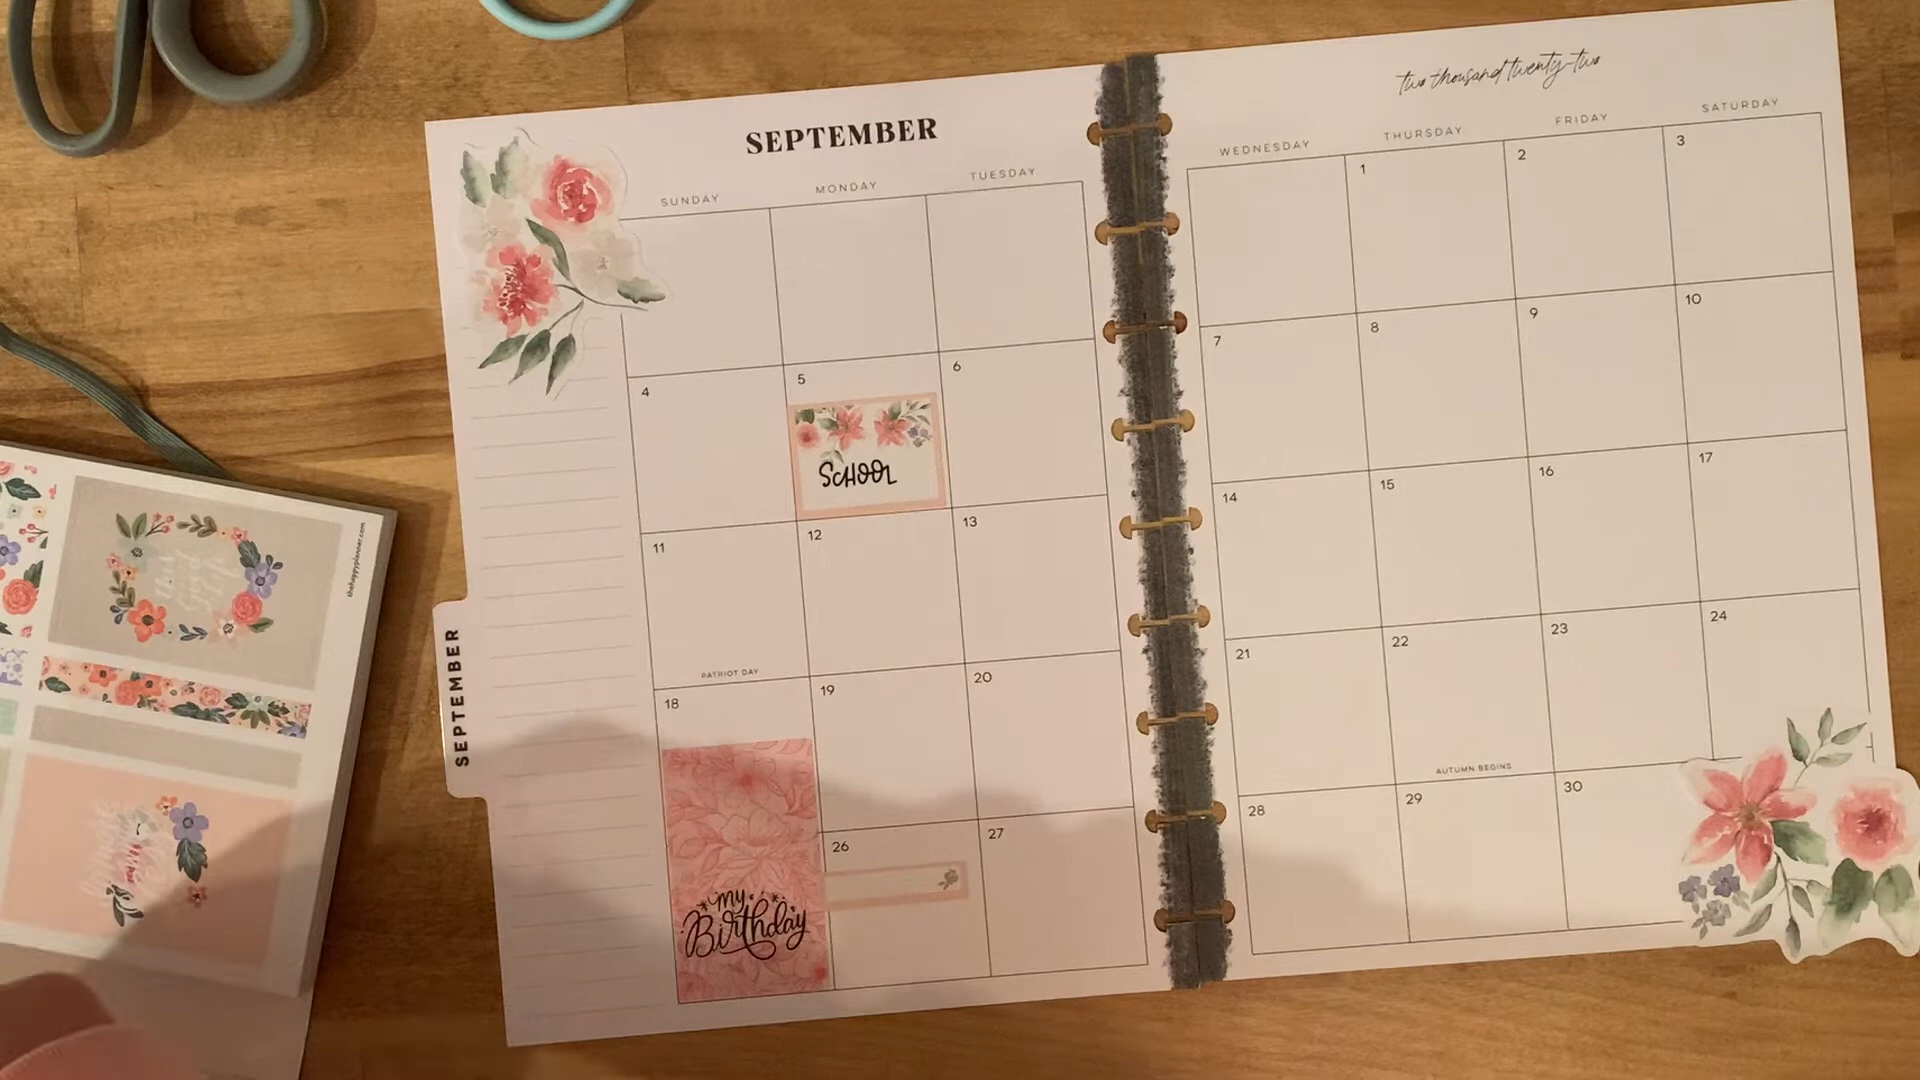 two thousand twenty-two
SEPTEMBER
SUNDAY MONDAY TUESDAY WEDNESDAY THURSDAY FRIDAY SATURDAY
1 2 3
4 5 6 7 8 9 10
SCHOOL
11 12 13 14 15 16 17
PATRIOT DAY
18 19 20 21 22 23 24
AUTUMN BEGINS
26 27 28 29 30
my
Birthday
SEPTEMBER
thehappyplanner.com